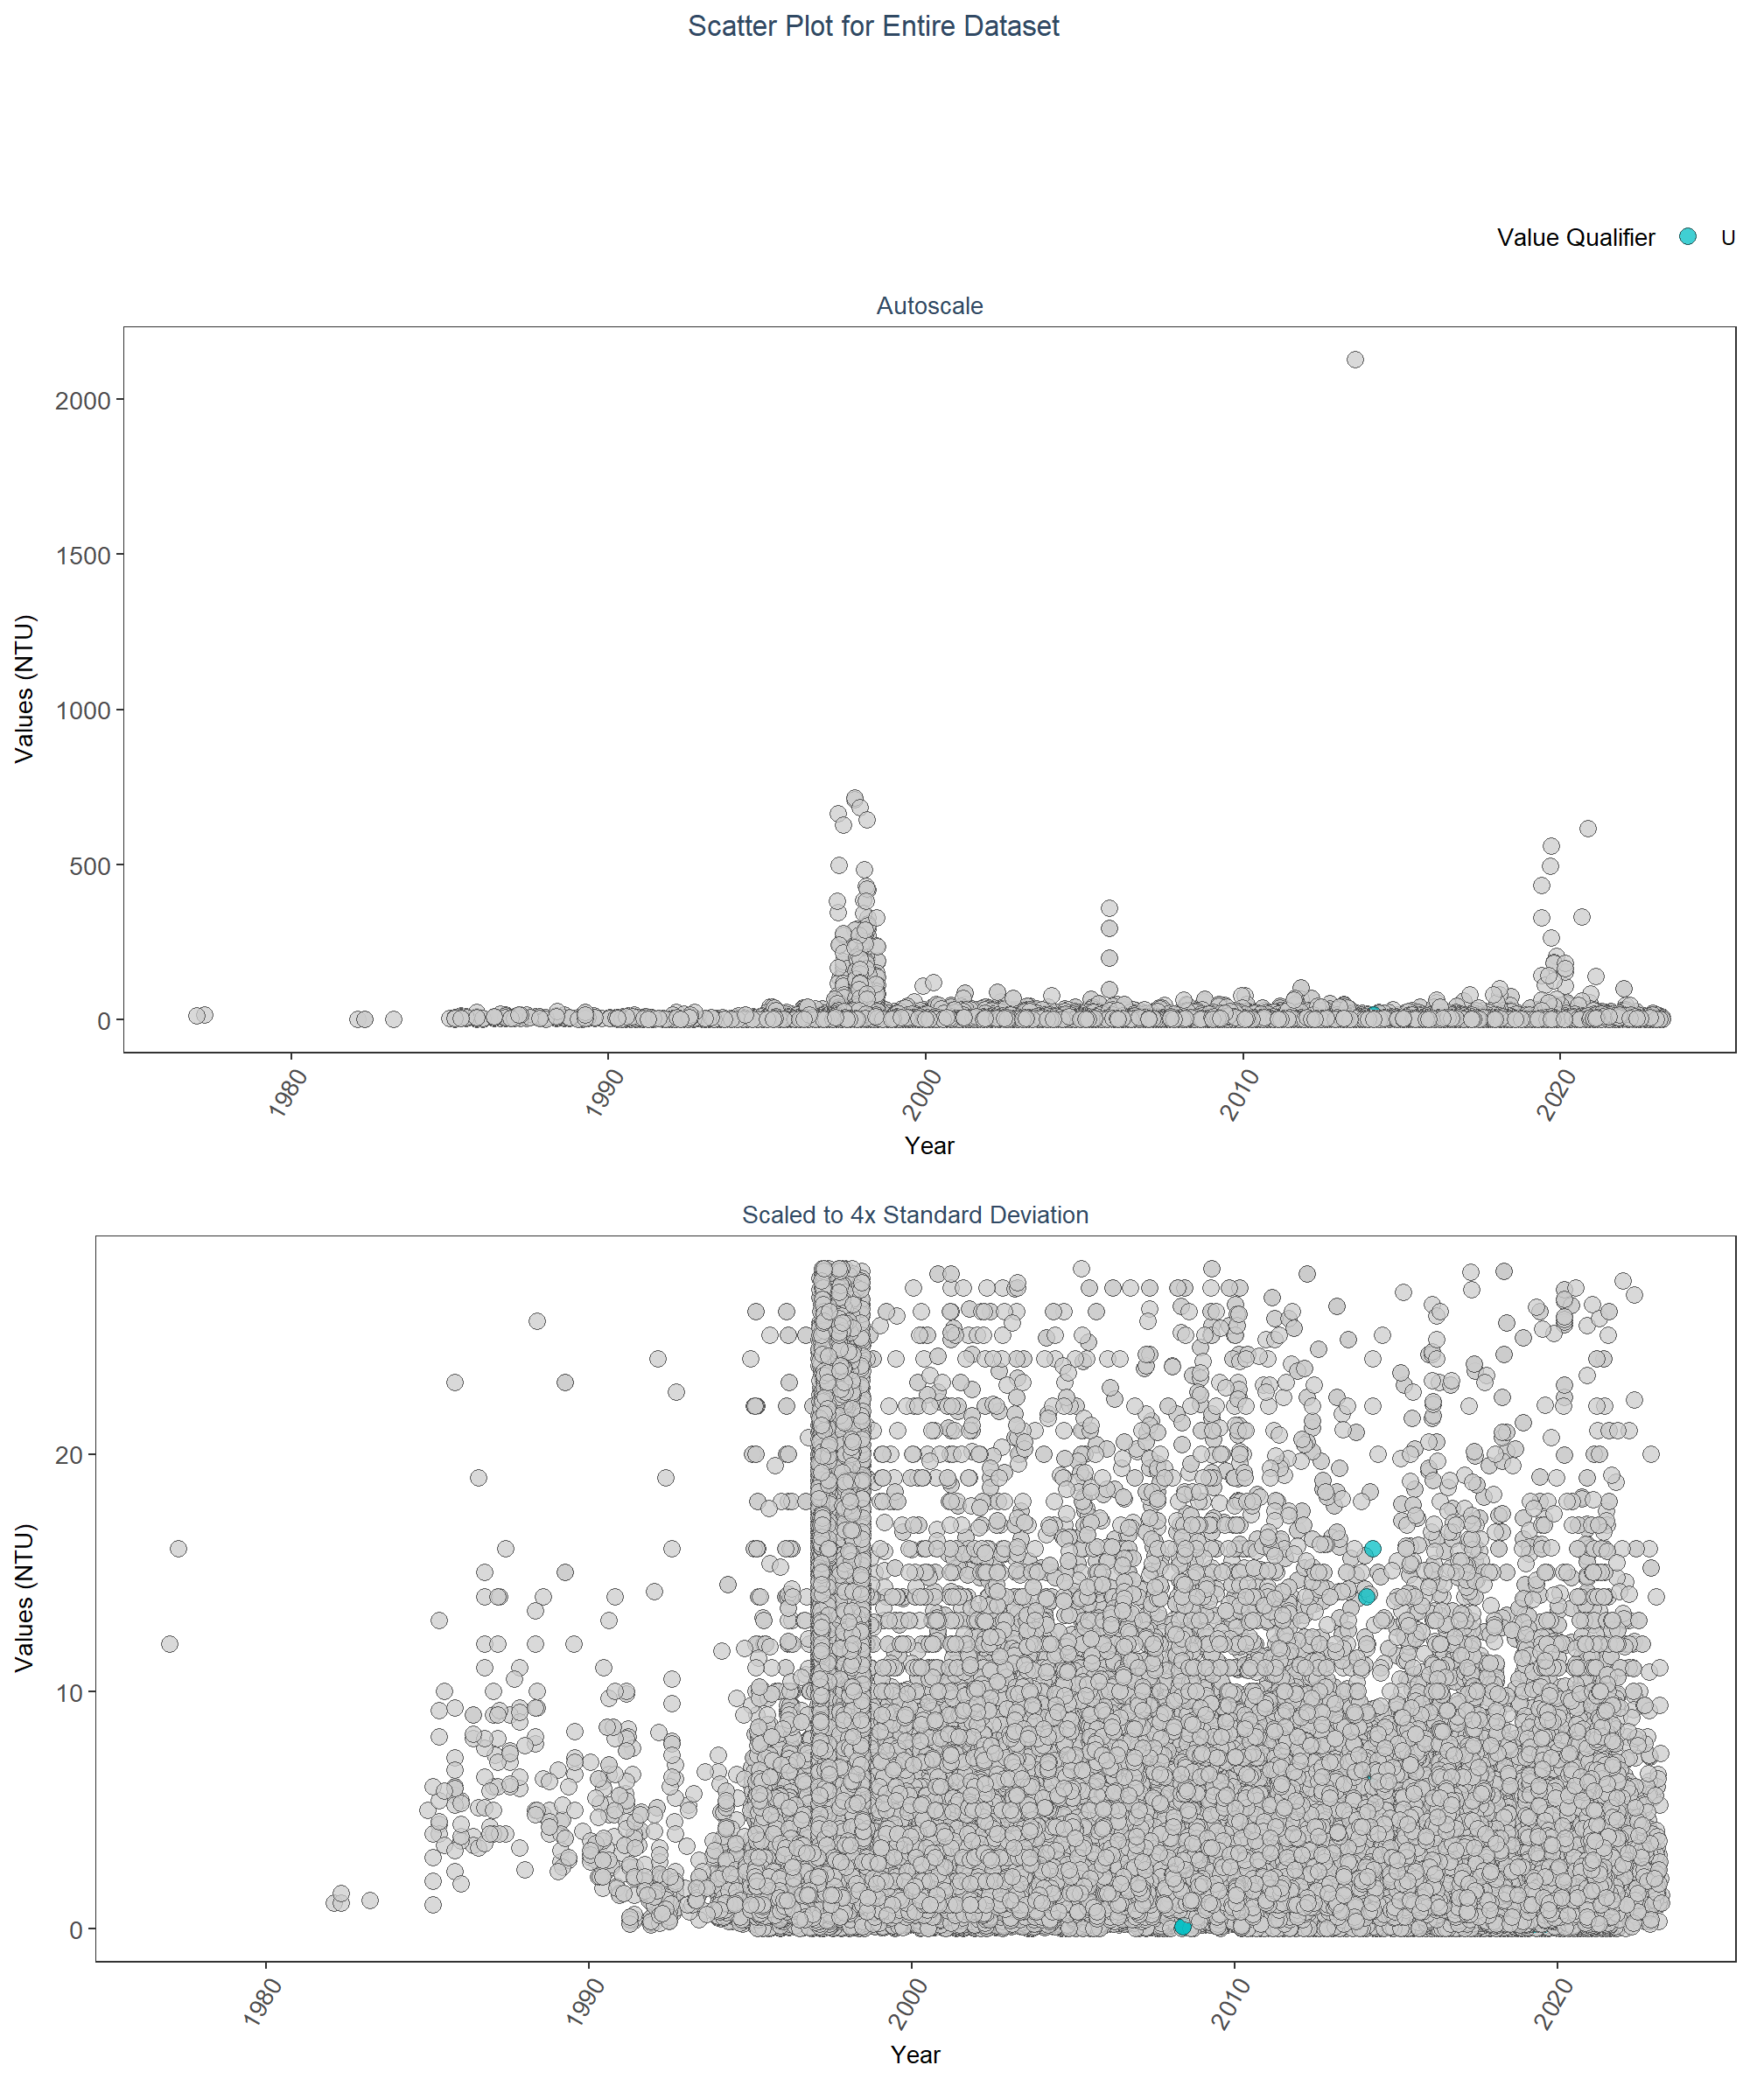 Scatter Plot for Entire Dataset
Value Qualifier U
Autoscale
2000
1500
1000
500
0
Values (NTU)
1980 1990 2000 2010 2020
Year
Scaled to 4x Standard Deviation
20
10
0
Values (NTU)
1980 1990 2000 2010 2020
Year